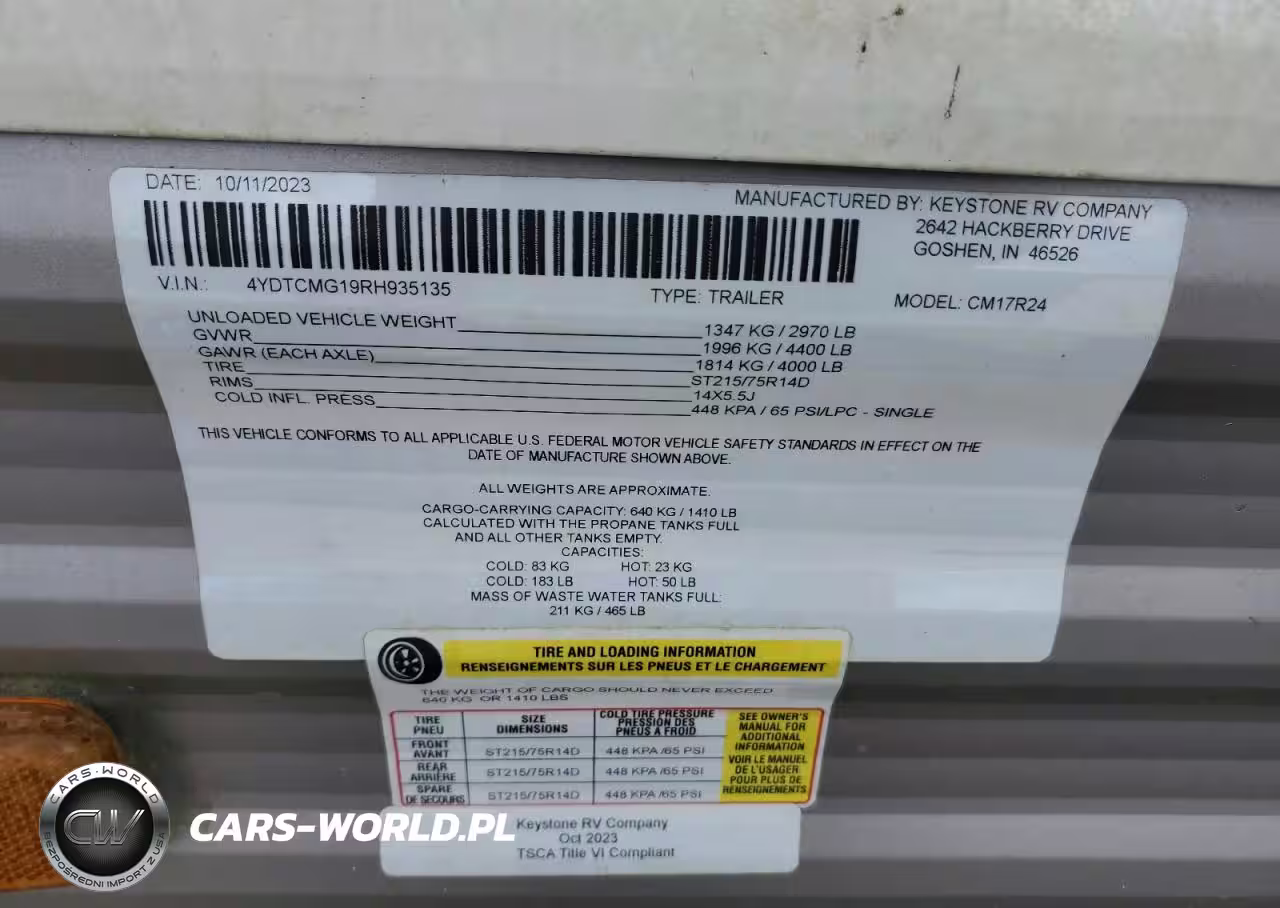 DATE: 10/11/2023
MANUFACTURED BY: KEYSTONE RV COMPANY
2642 HACKBERRY DRIVE
GOSHEN, IN 46526
V.I.N.: 4YDTCMG19RH935135
TYPE: TRAILER
MODEL: CM17R24
UNLOADED VEHICLE WEIGHT 1347 KG / 2970 LB
GVWR 1996 KG / 4400 LB
GAWR (EACH AXLE) 1814 KG / 4000 LB
TIRE ST215/75R14D
RIMS 14X5.5J
COLD INFL. PRESS 448 KPA / 65 PSI/LPC - SINGLE
THIS VEHICLE CONFORMS TO ALL APPLICABLE U.S. FEDERAL MOTOR VEHICLE SAFETY STANDARDS IN EFFECT ON THE
DATE OF MANUFACTURE SHOWN ABOVE.
ALL WEIGHTS ARE APPROXIMATE.
CARGO-CARRYING CAPACITY: 640 KG / 1410 LB
CALCULATED WITH THE PROPANE TANKS FULL
AND ALL OTHER TANKS EMPTY.
CAPACITIES:
COLD: 83 KG HOT: 23 KG
COLD: 183 LB HOT: 50 LB
MASS OF WASTE WATER TANKS FULL:
211 KG / 465 LB
TIRE AND LOADING INFORMATION
RENSEIGNEMENTS SUR LES PNEUS ET LE CHARGEMENT
THE WEIGHT OF CARGO SHOULD NEVER EXCEED
640 KG OR 1410 LBS
TIRE
PNEU
SIZE
DIMENSIONS
COLD TIRE PRESSURE
PRESSION DES
PNEUS A FROID
FRONT
AVANT
ST215/75R14D
448 KPA /65 PSI
REAR
ARRIÈRE
ST215/75R14D
448 KPA /65 PSI
SPARE
DE SECOURS
ST215/75R14D
448 KPA /65 PSI
SEE OWNER'S
MANUAL FOR
ADDITIONAL
INFORMATION
VOIR LE MANUEL
DE L'USAGER
POUR PLUS DE
RENSEIGNEMENTS
Keystone RV Company
Oct 2023
TSCA Title VI Compliant
CARS-WORLD
CW
BEZPOŚREDNI IMPORT Z USA
CARS-WORLD.PL